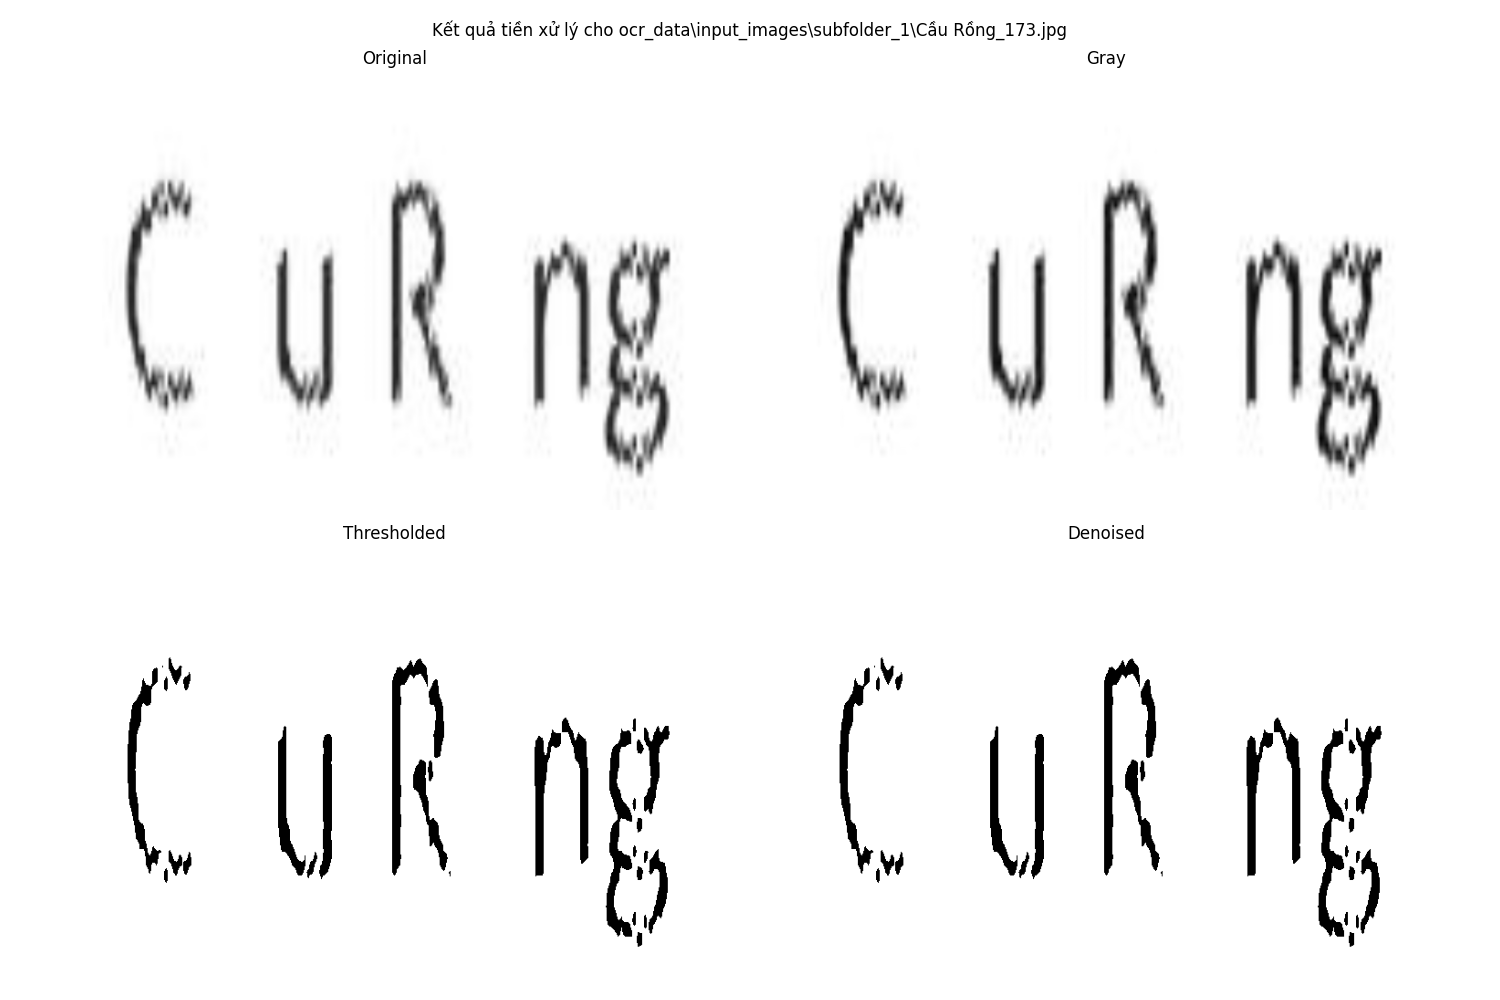 Kết quả tiền xử lý cho ocr_data\input_images\subfolder_1\Cầu Rồng_173.jpg
Original
Gray
C u R ng
C u R ng
Thresholded
Denoised
C u R ng
C u R ng